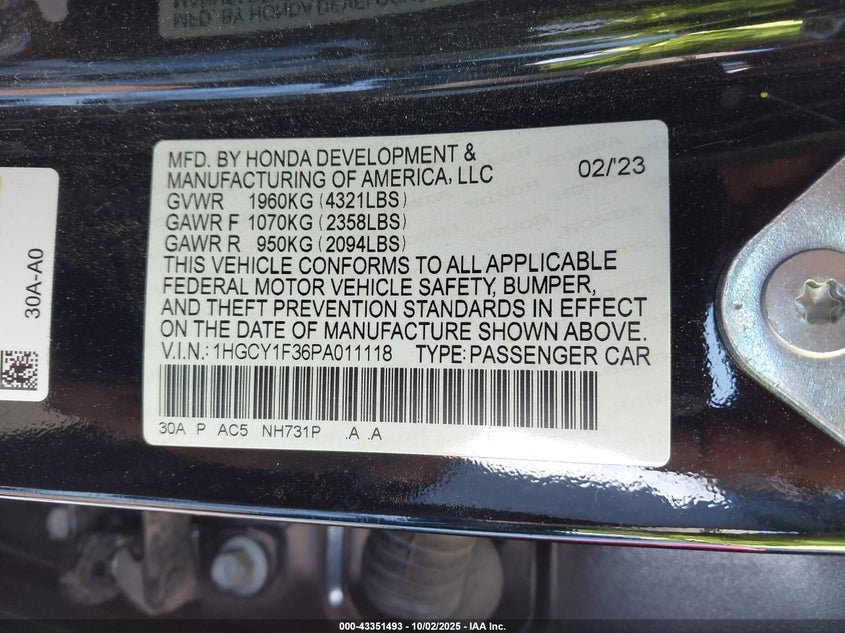 MFD. BY HONDA DEVELOPMENT &
MANUFACTURING OF AMERICA, LLC 02/'23
GVWR 1960KG (4321LBS)
GAWR F 1070KG (2358LBS)
GAWR R 950KG (2094LBS)
THIS VEHICLE CONFORMS TO ALL APPLICABLE
FEDERAL MOTOR VEHICLE SAFETY, BUMPER,
AND THEFT PREVENTION STANDARDS IN EFFECT
ON THE DATE OF MANUFACTURE SHOWN ABOVE.
V.I.N.: 1HGCY1F36PA011118 TYPE: PASSENGER CAR
30A P AC5 NH731P .A .A
30A-A0
000-43351493 - 10/02/2025 - IAA Inc.